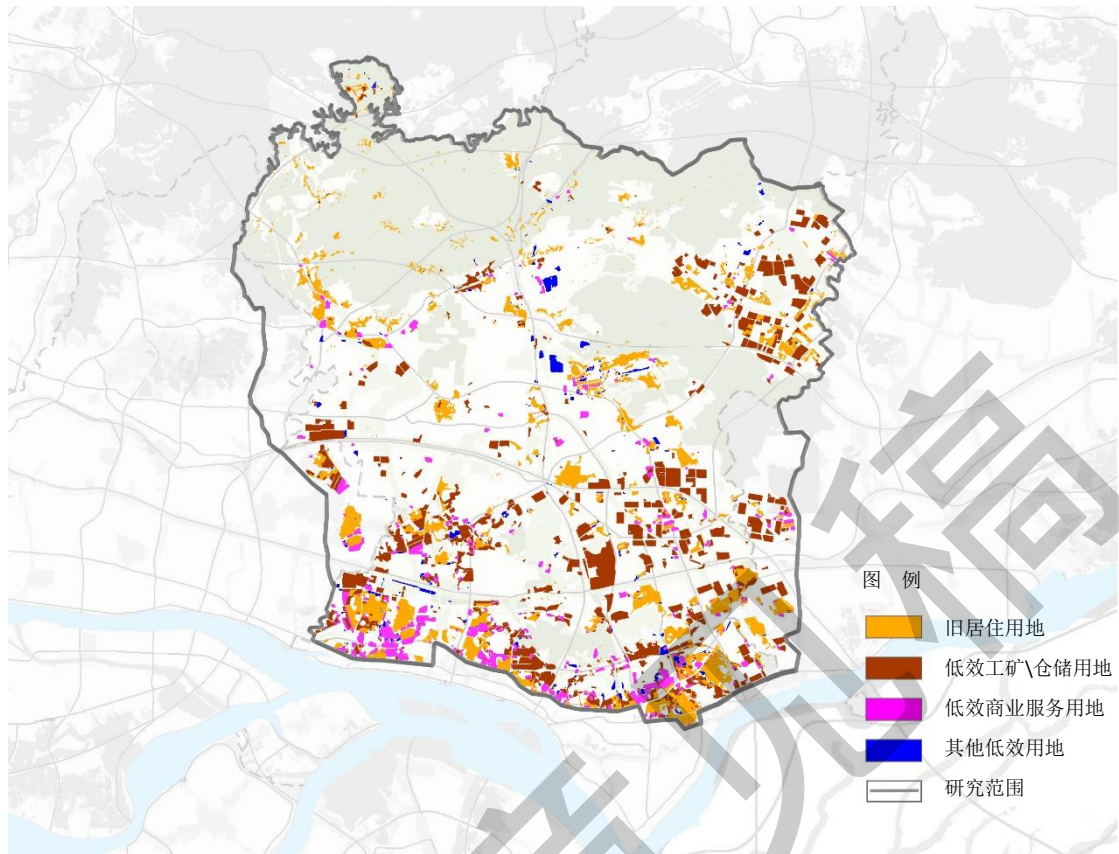 图 例
旧居住用地
低效工矿\仓储用地
低效商业服务用地
其他低效用地
研究范围
稿